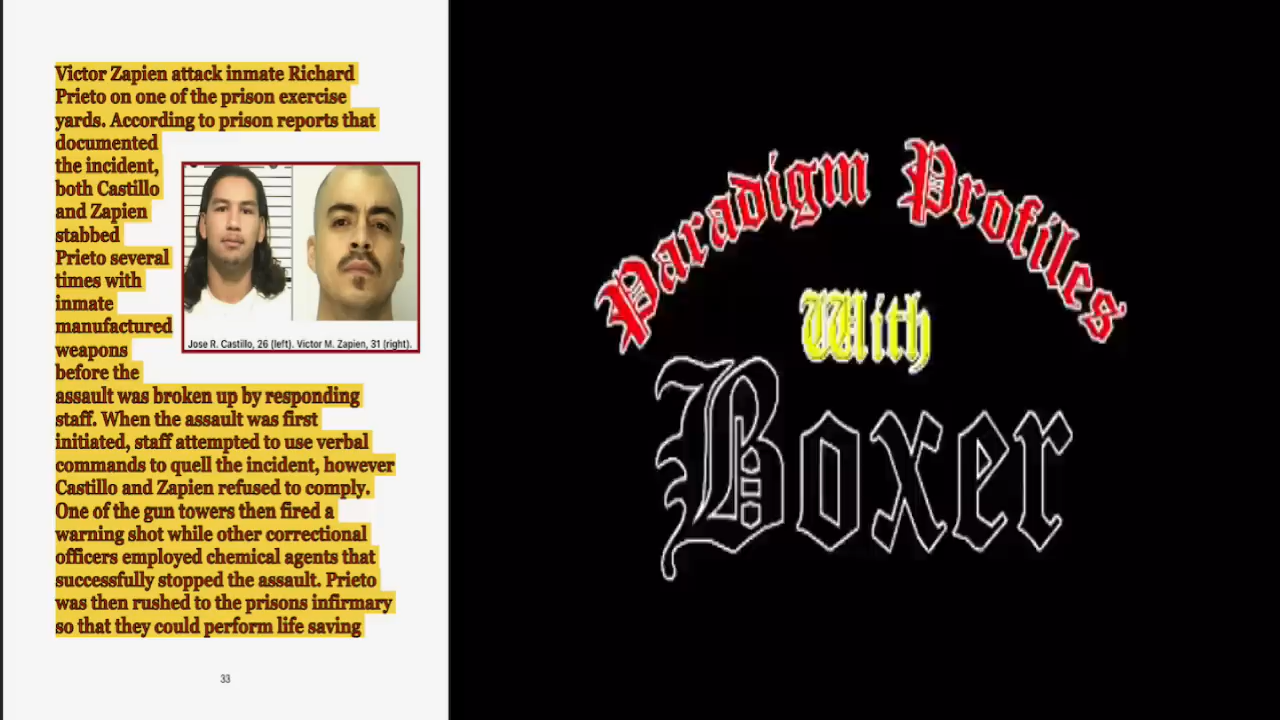 Victor Zapien attack inmate Richard
Prieto on one of the prison exercise
yards. According to prison reports that
documented
the incident,
both Castillo
and Zapien
stabbed
Prieto several
times with
inmate
manufactured
weapons
before the
assault was broken up by responding
staff. When the assault was first
initiated, staff attempted to use verbal
commands to quell the incident, however
Castillo and Zapien refused to comply.
One of the gun towers then fired a
warning shot while other correctional
officers employed chemical agents that
successfully stopped the assault. Prieto
was then rushed to the prisons infirmary
so that they could perform life saving
Jose R. Castillo, 26 (left). Victor M. Zapien, 31 (right).
33
Paradigm Profiles
With
Boxer